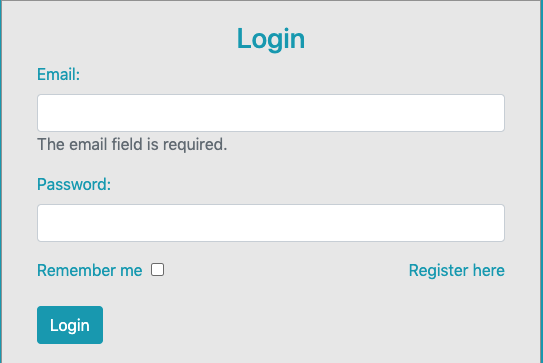 Login
Email:
The email field is required.
Password:
Remember me Register here
Login